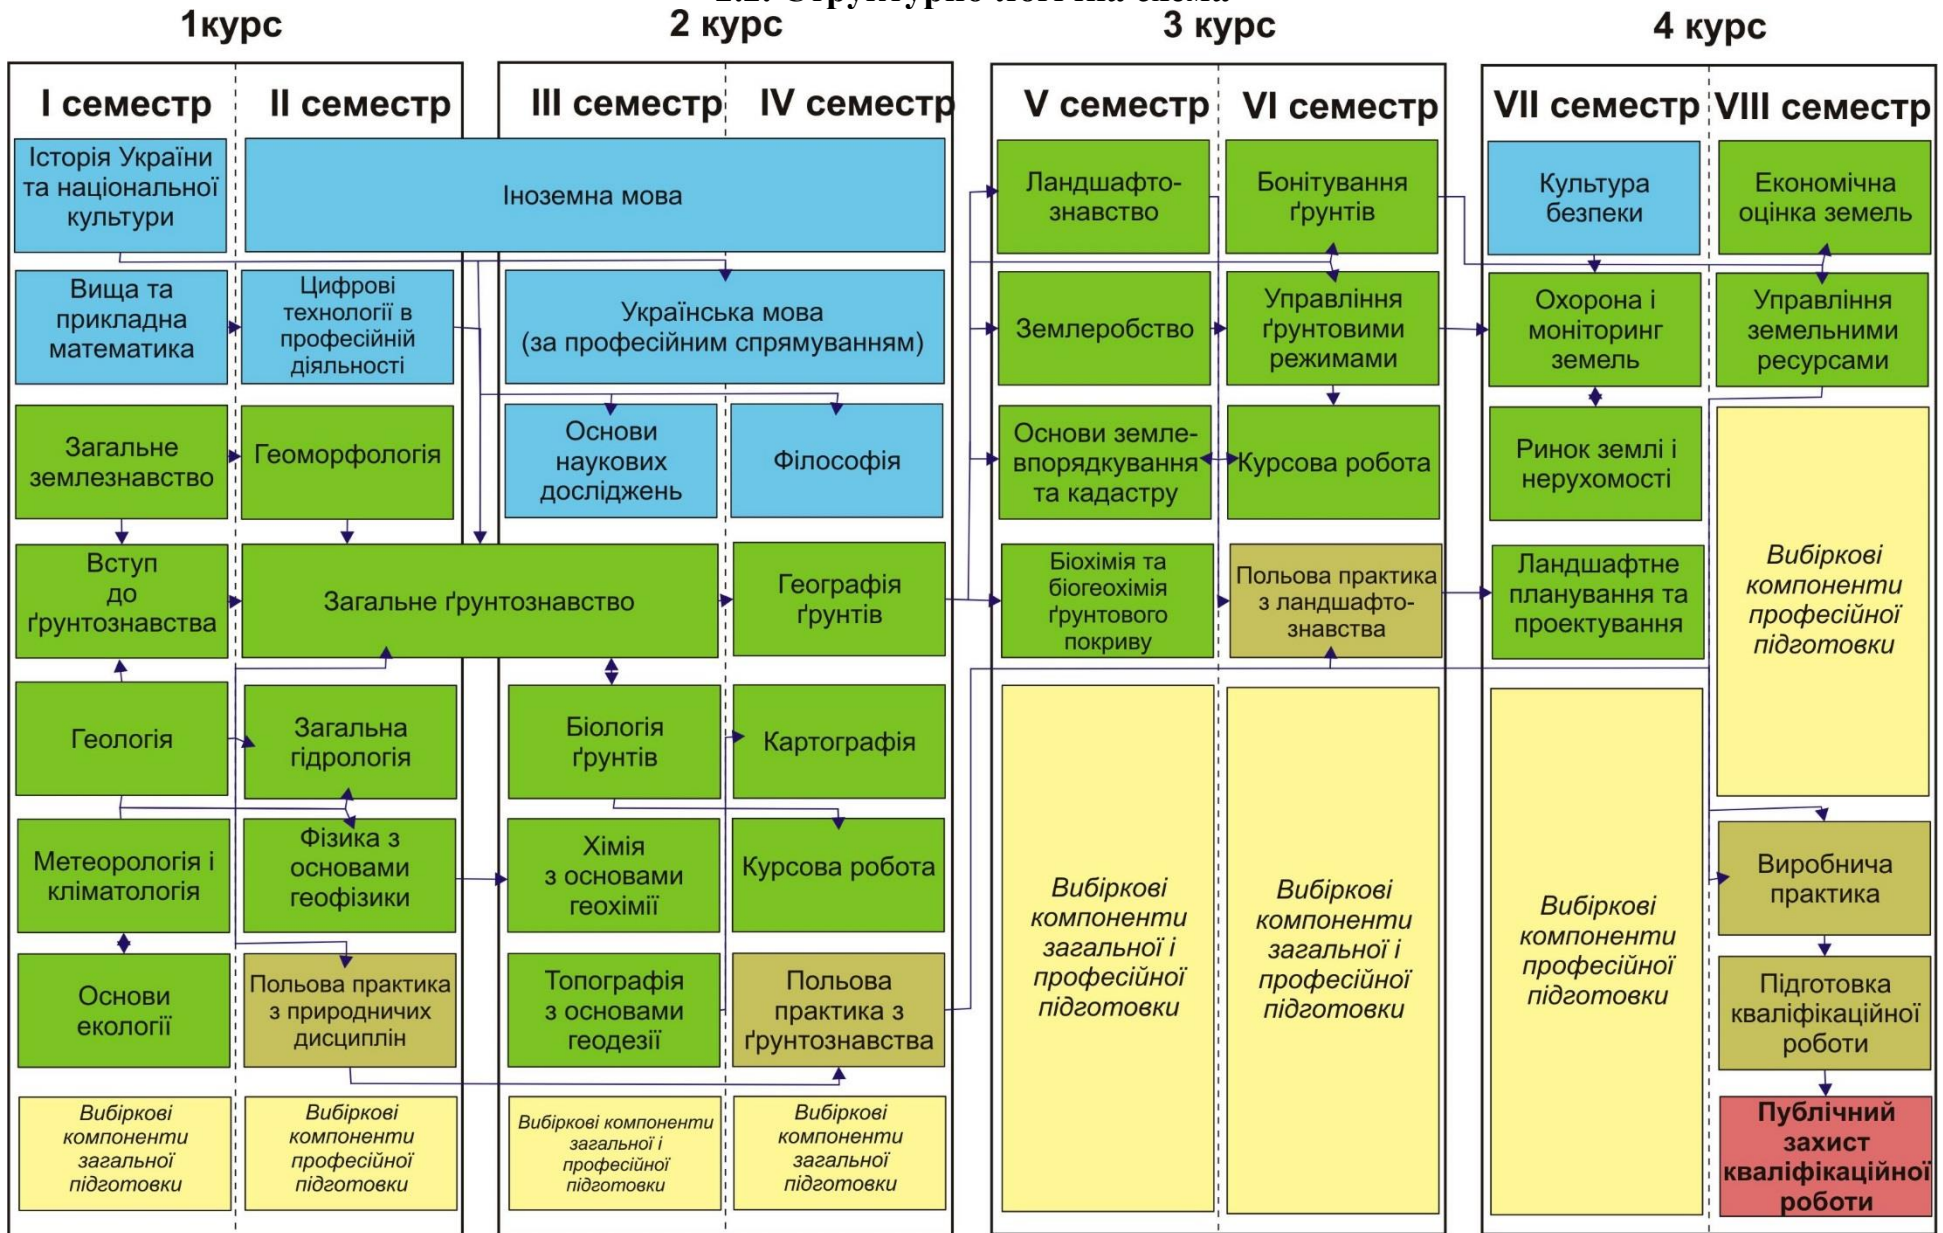 2.2. Структурно-логічна схема
1курс
2 курс
3 курс
4 курс
I семестр
II семестр
III семестр
IV семестр
V семестр
VI семестр
VII семестр
VIII семестр
Історія України
та національної
культури
Іноземна мова
Ландшафто-
знавство
Бонітування
ґрунтів
Культура
безпеки
Економічна
оцінка земель
Вища та
прикладна
математика
Цифрові
технології в
професійній
діяльності
Українська мова
(за професійним спрямуванням)
Землеробство
Управління
ґрунтовими
режимами
Охорона і
моніторинг
земель
Управління
земельними
ресурсами
Загальне
землезнавство
Геоморфологія
Основи
наукових
досліджень
Філософія
Основи земле-
впорядкування
та кадастру
Курсова робота
Ринок землі і
нерухомості
Вибіркові
компоненти
професійної
підготовки
Вступ
до
ґрунтознавства
Загальне ґрунтознавство
Географія
ґрунтів
Біохімія та
біогеохімія
ґрунтового
покриву
Польова практика
з ландшафто-
знавства
Ландшафтне
планування та
проектування
Геологія
Загальна
гідрологія
Біологія
ґрунтів
Картографія
Вибіркові
компоненти
загальної і
професійної
підготовки
Вибіркові
компоненти
загальної і
професійної
підготовки
Вибіркові
компоненти
професійної
підготовки
Метеорологія і
кліматологія
Фізика з
основами
геофізики
Хімія
з основами
геохімії
Курсова робота
Виробнича
практика
Основи
екології
Польова практика
з природничих
дисциплін
Топографія
з основами
геодезії
Польова
практика з
ґрунтознавства
Підготовка
кваліфікаційної
роботи
Вибіркові
компоненти
загальної
підготовки
Вибіркові
компоненти
професійної
підготовки
Вибіркові компоненти
загальної і
професійної
підготовки
Вибіркові
компоненти
загальної
підготовки
Публічний
захист
кваліфікаційної
роботи